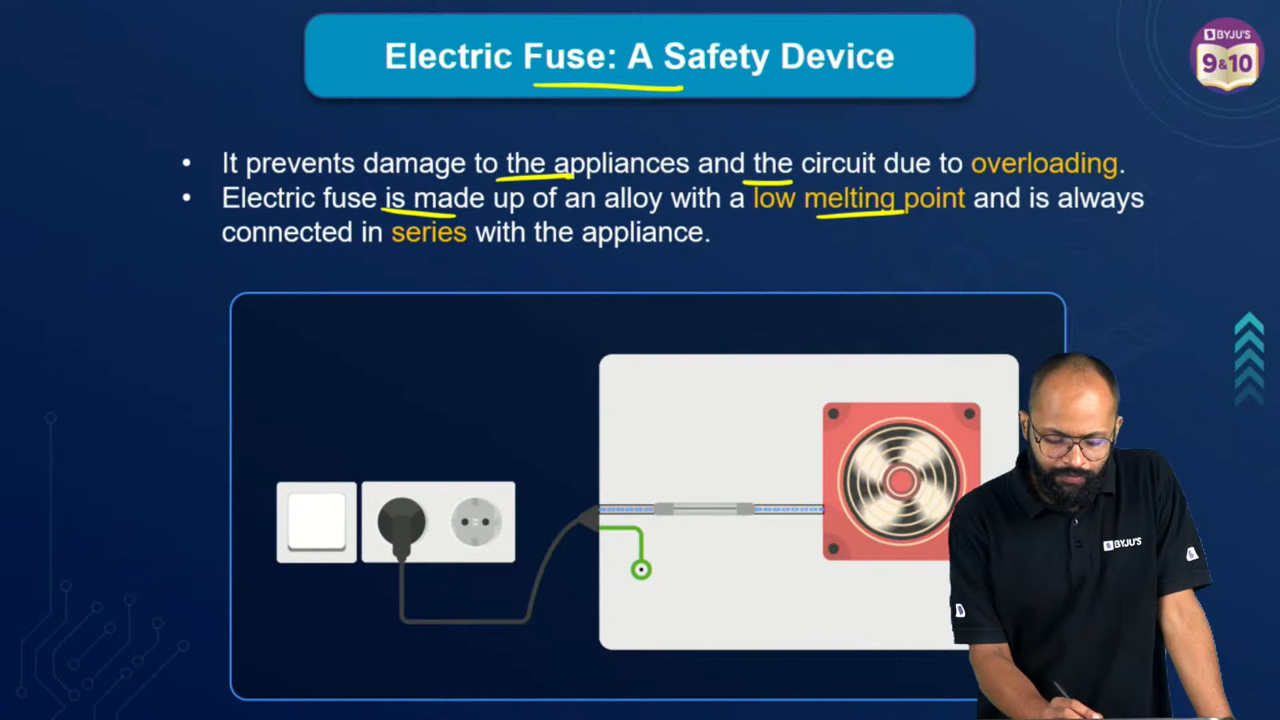 Electric Fuse: A Safety Device
BYJU'S
9&10
• It prevents damage to the appliances and the circuit due to overloading.
• Electric fuse is made up of an alloy with a low melting point and is always
connected in series with the appliance.
BYJU'S